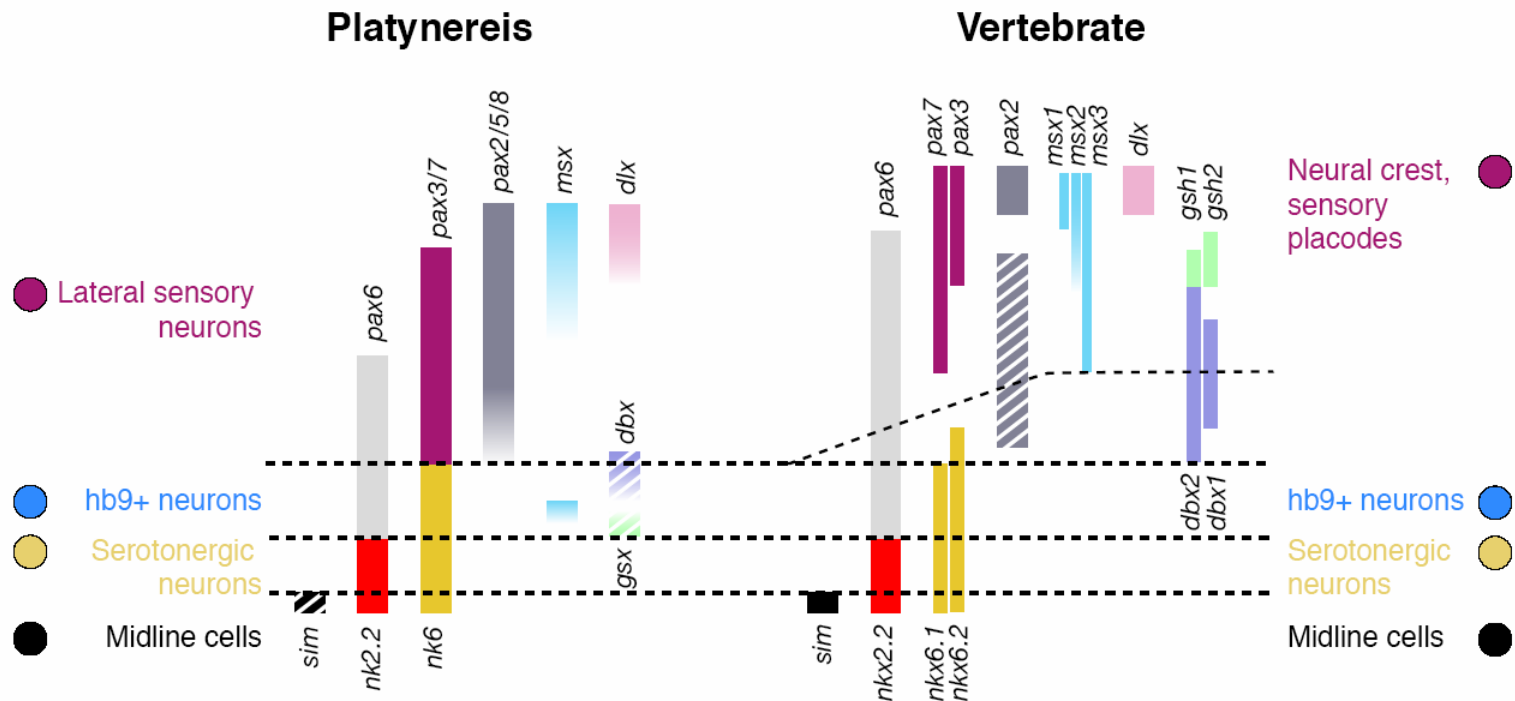 Platynereis
Vertebrate
pax6
pax3/7
pax2/5/8
msx
dlx
dbx
gsx
sim
nk2.2
nk6
Lateral sensory
neurons
hb9+ neurons
Serotonergic
neurons
Midline cells
pax6
pax7
pax3
pax2
msx1
msx2
msx3
dlx
gsh1
gsh2
dbx2
dbx1
sim
nkx2.2
nkx6.1
nkx6.2
Neural crest,
sensory
placodes
hb9+ neurons
Serotonergic
neurons
Midline cells